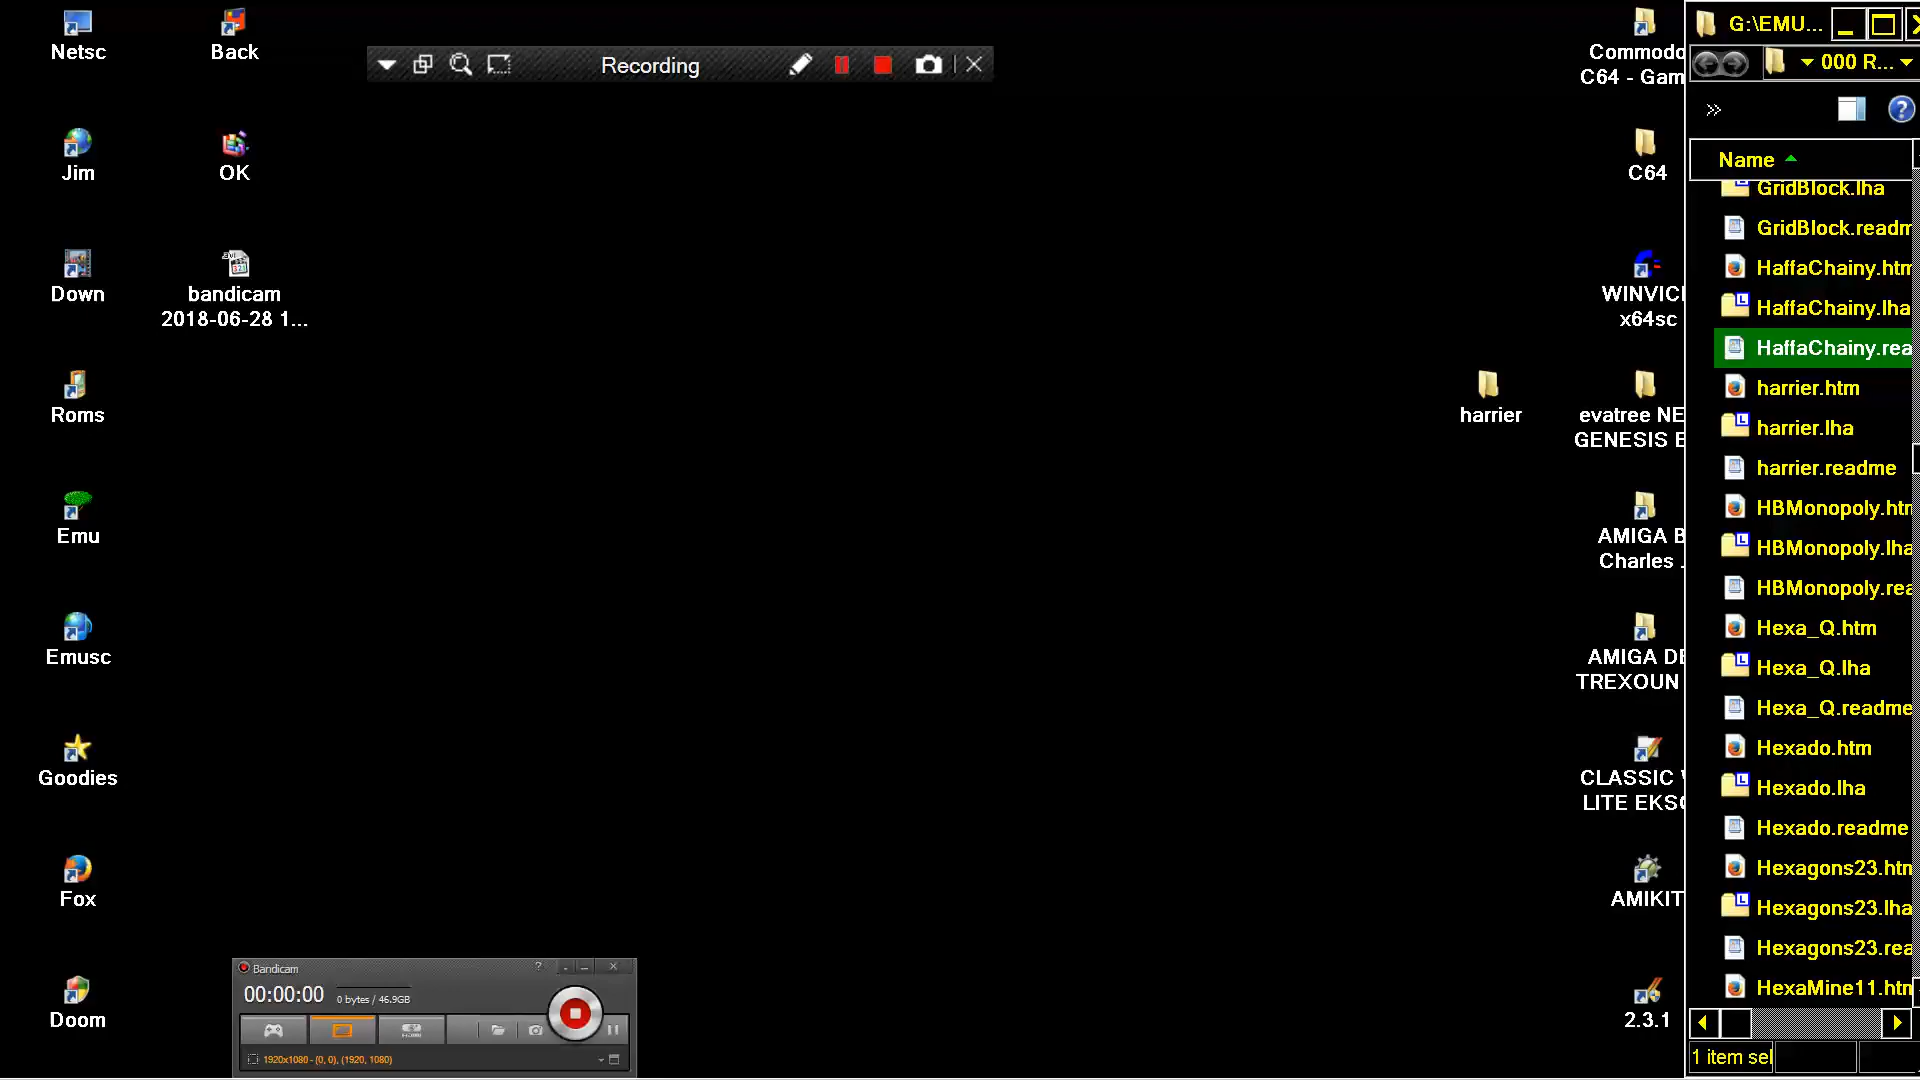 Netsc
Back
Jim
OK
Down
bandicam
2018-06-28 1...
Roms
Emu
Emusc
Goodies
Fox
Doom
Recording
Bandicam
00:00:00
0 bytes / 46.9GB
1920x1080 - (0, 0), (1920, 1080)
harrier
Commodo
C64 - Gam
C64
WINVICI
x64sc
evatree NE
GENESIS E
AMIGA B
Charles .
AMIGA DE
TREXOUN
CLASSIC
LITE EKS
AMIKIT
2.3.1
G:\EMU...
000 R...
Name
GridBlock.lha
GridBlock.readm
HaffaChainy.htm
HaffaChainy.lha
HaffaChainy.rea
harrier.htm
harrier.lha
harrier.readme
HBMonopoly.htm
HBMonopoly.lha
HBMonopoly.rea
Hexa_Q.htm
Hexa_Q.lha
Hexa_Q.readme
Hexado.htm
Hexado.lha
Hexado.readme
Hexagons23.htm
Hexagons23.lha
Hexagons23.rea
HexaMine11.htm
1 item sel